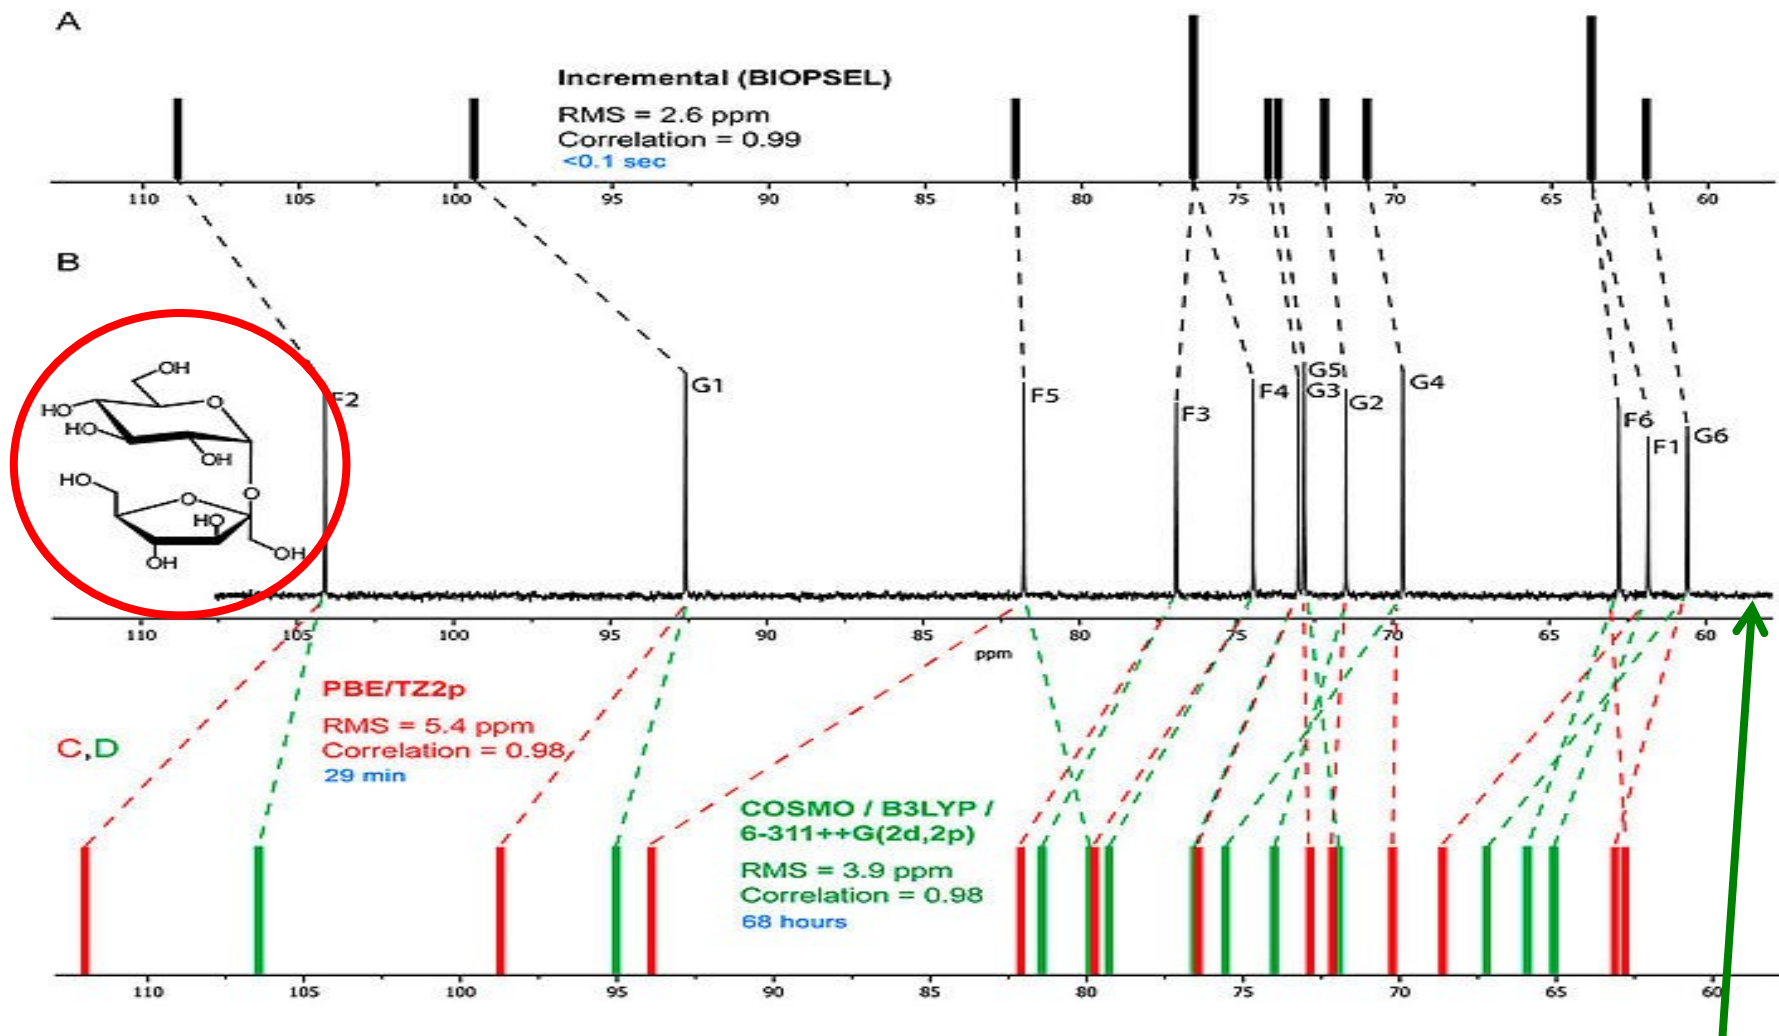 A
Incremental (BIOPSEL)
RMS = 2.6 ppm
Correlation = 0.99
<0.1 sec
110 105 100 95 90 85 80 75 70 65 60
B
OH
HO
O
HO
OH
HO
O
O
HO
OH
OH
F2
G1
F5
F3
F4
G5
G3
G2
G4
F6
F1
G6
110 105 100 95 90 85 80 75 70 65 60
ppm
C,D
PBE/TZ2p
RMS = 5.4 ppm
Correlation = 0.98
29 min
COSMO / B3LYP /
6-311++G(2d,2p)
RMS = 3.9 ppm
Correlation = 0.98
68 hours
110 105 100 95 90 85 80 75 70 65 60